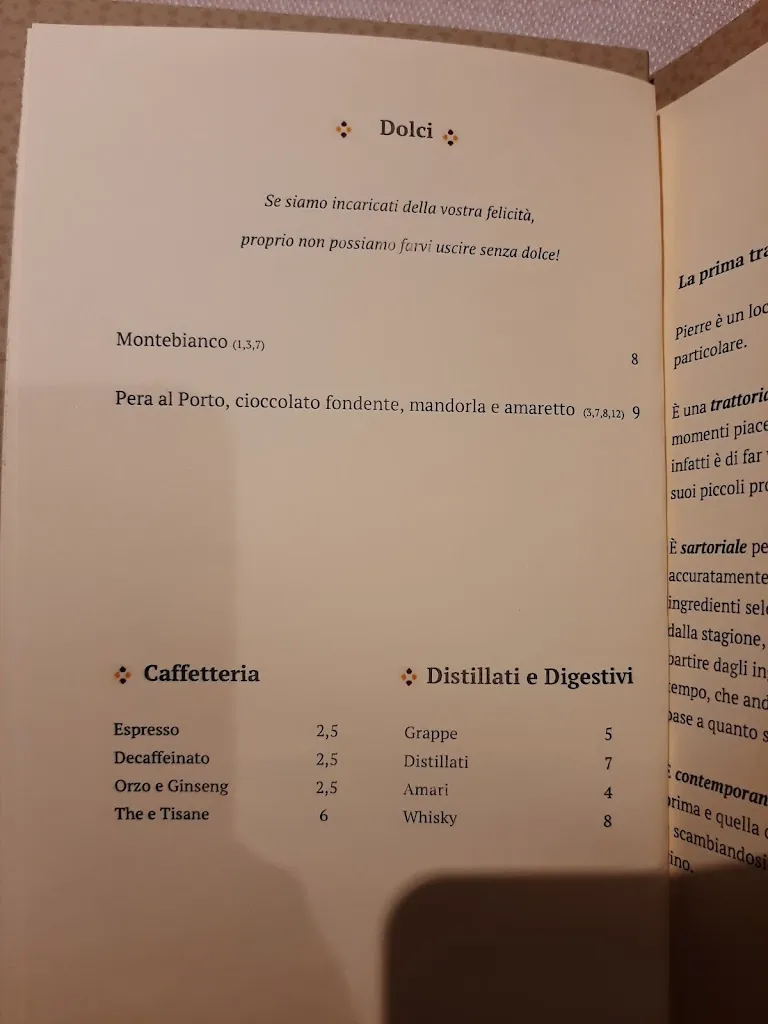 Dolci
Se siamo incaricati della vostra felicità,
proprio non possiamo farvi uscire senza dolce!
Montebianco (1,3,7) 8
Pera al Porto, cioccolato fondente, mandorla e amaretto (3,7,8,12) 9
Caffetteria
Espresso 2,5
Decaffeinato 2,5
Orzo e Ginseng 2,5
The e Tisane 6
Distillati e Digestivi
Grappe 5
Distillati 7
Amari 4
Whisky 8
La prima
Pierre è un
particolare.
È una
momenti
infatti è di far
suoi piccoli
È sartoriale
accuratamente
ingredienti
dalla stagione,
partire dagli
che
base a quanto
prima e quella
scambiandosi